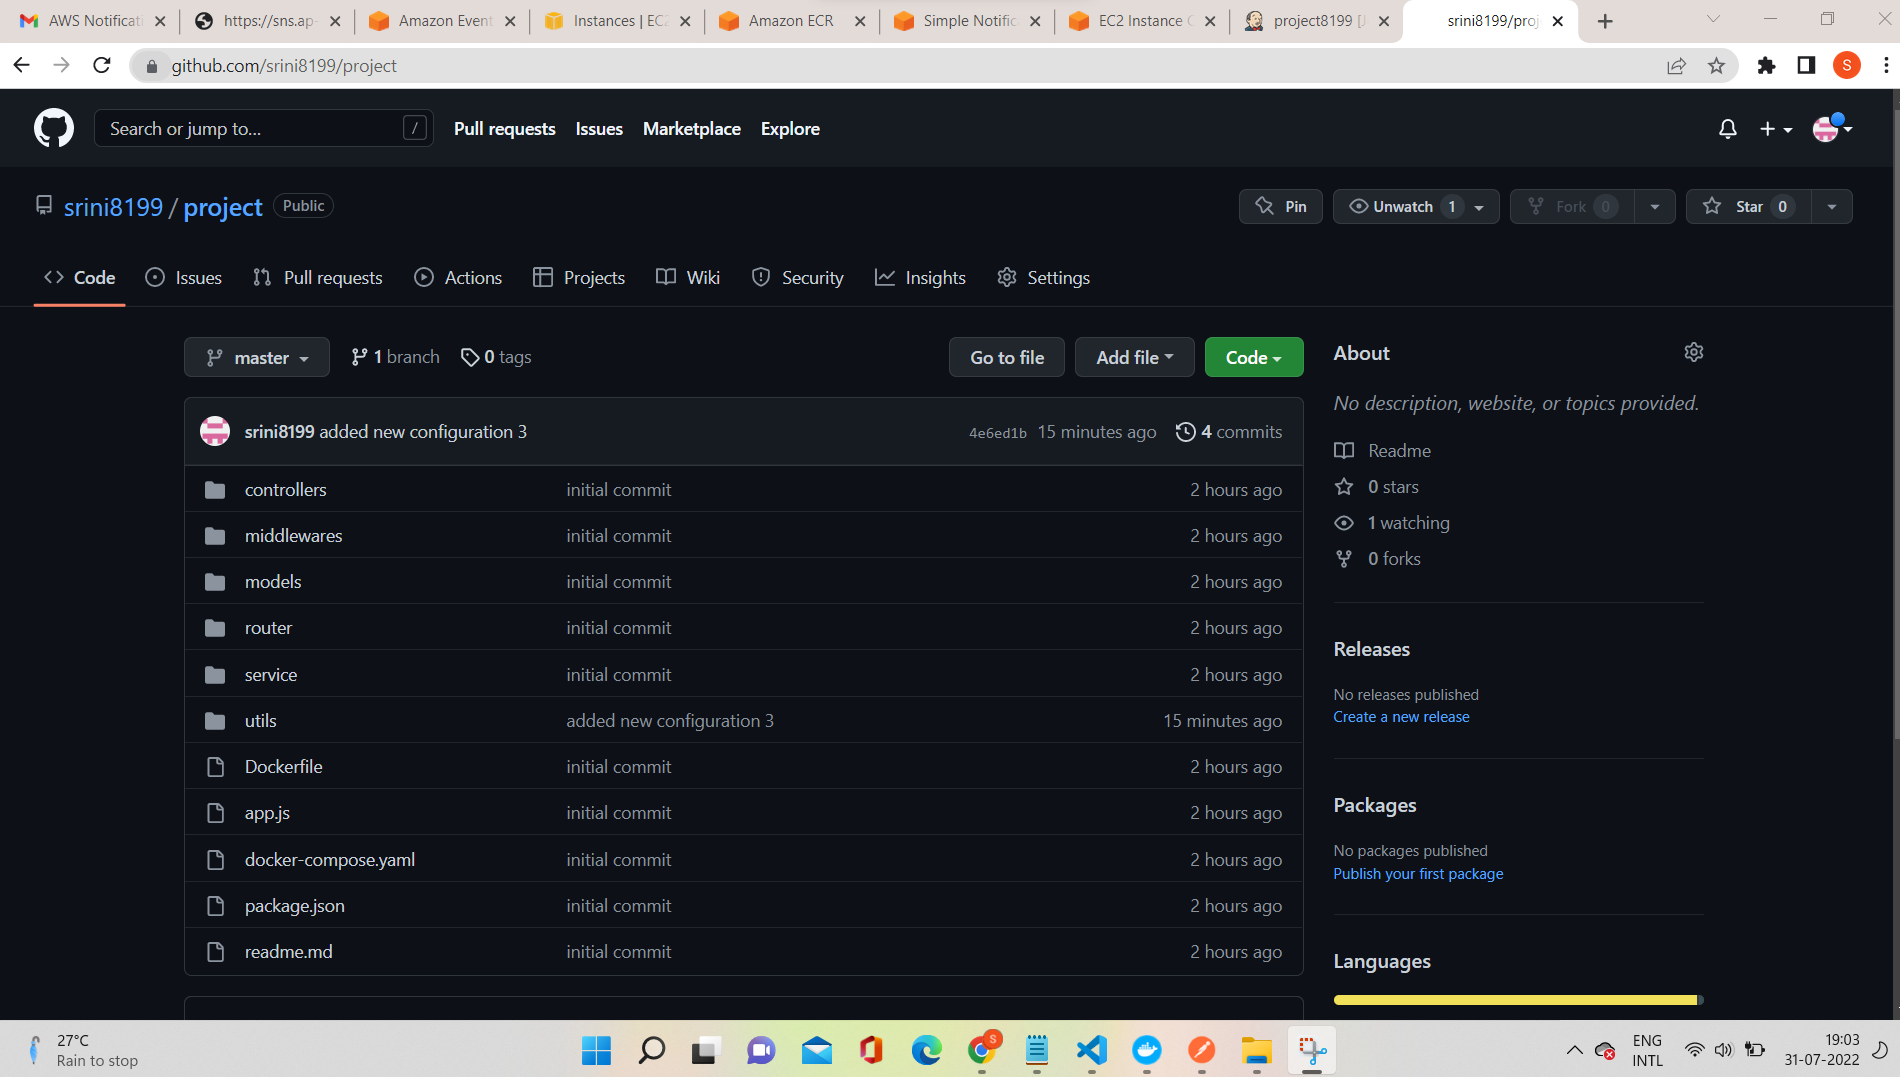 AWS Notificati
https://sns.ap-
Amazon Event
Instances | EC2
Amazon ECR
Simple Notific
EC2 Instance C
project8199 [J
srini8199/proj
github.com/srini8199/project
S
Search or jump to...
/
Pull requests
Issues
Marketplace
Explore
srini8199 / project
Public
Pin
Unwatch 1
Fork 0
Star 0
Code
Issues
Pull requests
Actions
Projects
Wiki
Security
Insights
Settings
master
1 branch
0 tags
Go to file
Add file
Code
srini8199 added new configuration 3
4e6ed1b 15 minutes ago
4 commits
controllers initial commit 2 hours ago
middlewares initial commit 2 hours ago
models initial commit 2 hours ago
router initial commit 2 hours ago
service initial commit 2 hours ago
utils added new configuration 3 15 minutes ago
Dockerfile initial commit 2 hours ago
app.js initial commit 2 hours ago
docker-compose.yaml initial commit 2 hours ago
package.json initial commit 2 hours ago
readme.md initial commit 2 hours ago
About
No description, website, or topics provided.
Readme
0 stars
1 watching
0 forks
Releases
No releases published
Create a new release
Packages
No packages published
Publish your first package
Languages
27°C
Rain to stop
S
ENG
INTL
19:03
31-07-2022